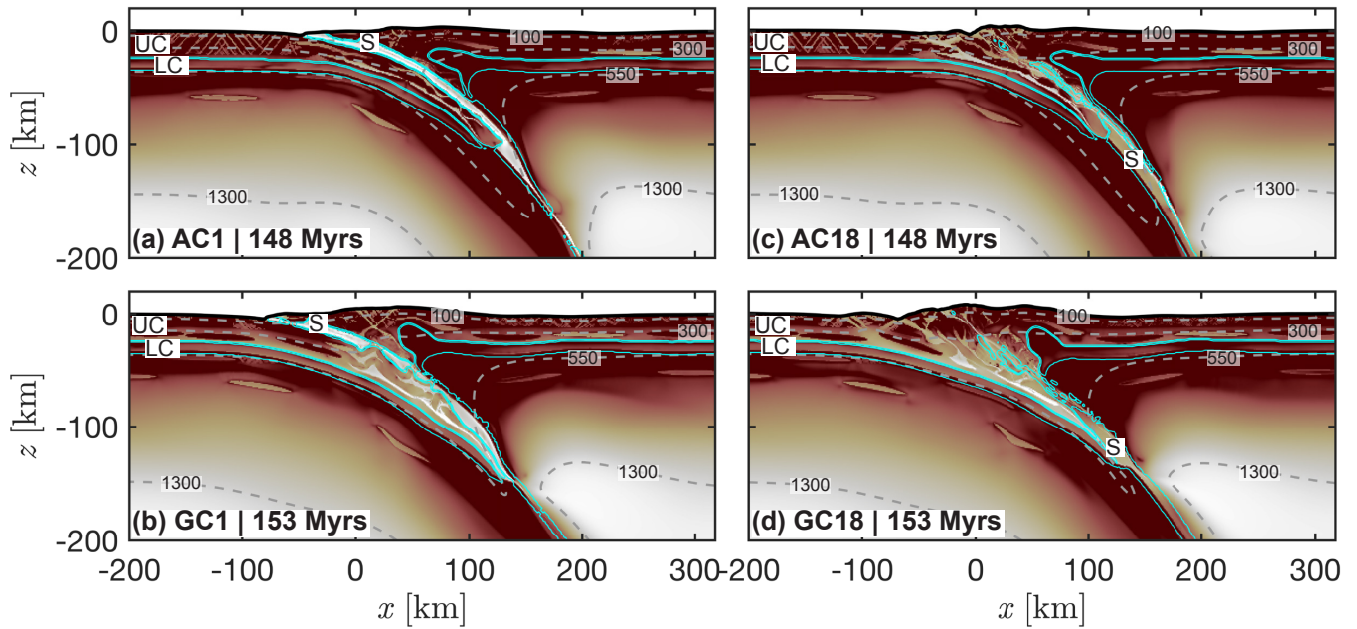 0
UC
LC
S
100
300
550
-100
z [km]
1300
1300
(a) AC1 | 148 Myrs
-200
UC
LC
100
300
550
S
1300
1300
(c) AC18 | 148 Myrs
0
UC
LC
S
100
300
550
-100
z [km]
1300
1300
(b) GC1 | 153 Myrs
-200
UC
LC
100
300
550
S
1300
1300
(d) GC18 | 153 Myrs
-200 -100 0 100 200 300
x [km]
-200 -100 0 100 200 300
x [km]